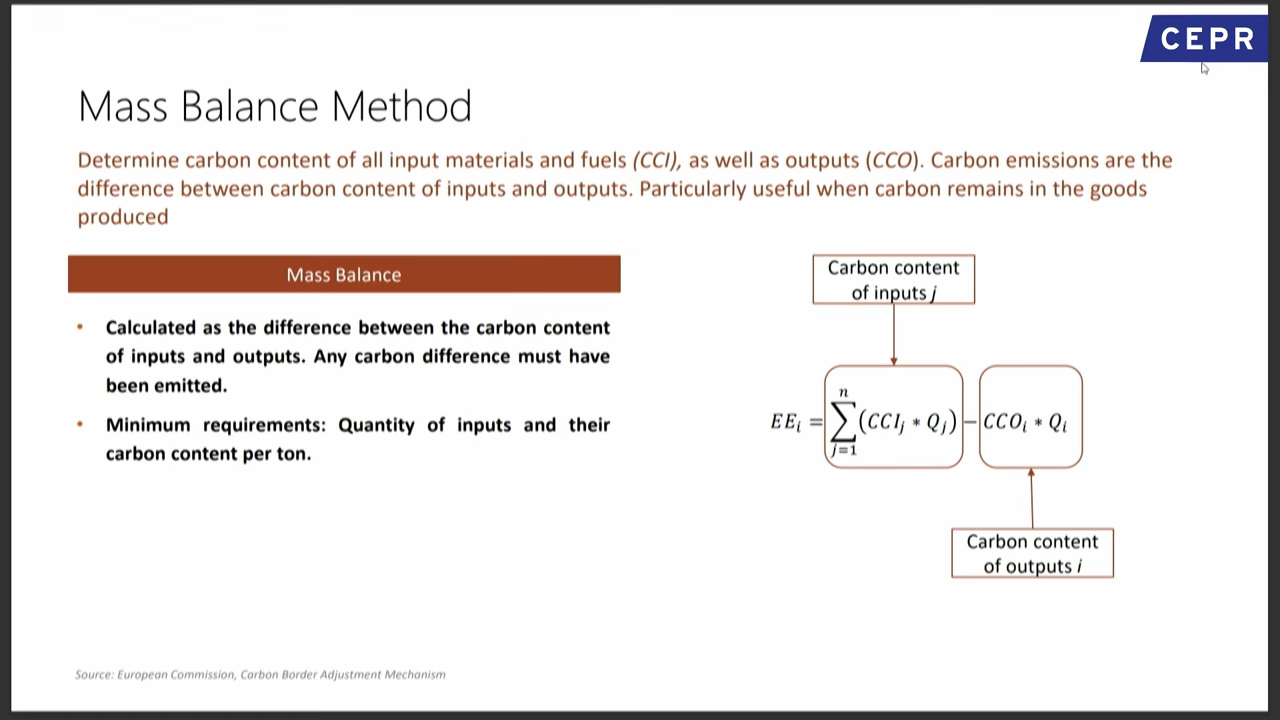 CEPR
Mass Balance Method
Determine carbon content of all input materials and fuels (CCI), as well as outputs (CCO). Carbon emissions are the
difference between carbon content of inputs and outputs. Particularly useful when carbon remains in the goods
produced
Mass Balance
• Calculated as the difference between the carbon content
of inputs and outputs. Any carbon difference must have
been emitted.
• Minimum requirements: Quantity of inputs and their
carbon content per ton.
Carbon content
of inputs j
n
EEᵢ = ∑(CCIⱼ * Qⱼ) − CCOᵢ * Qᵢ
j=1
Carbon content
of outputs i
Source: European Commission, Carbon Border Adjustment Mechanism